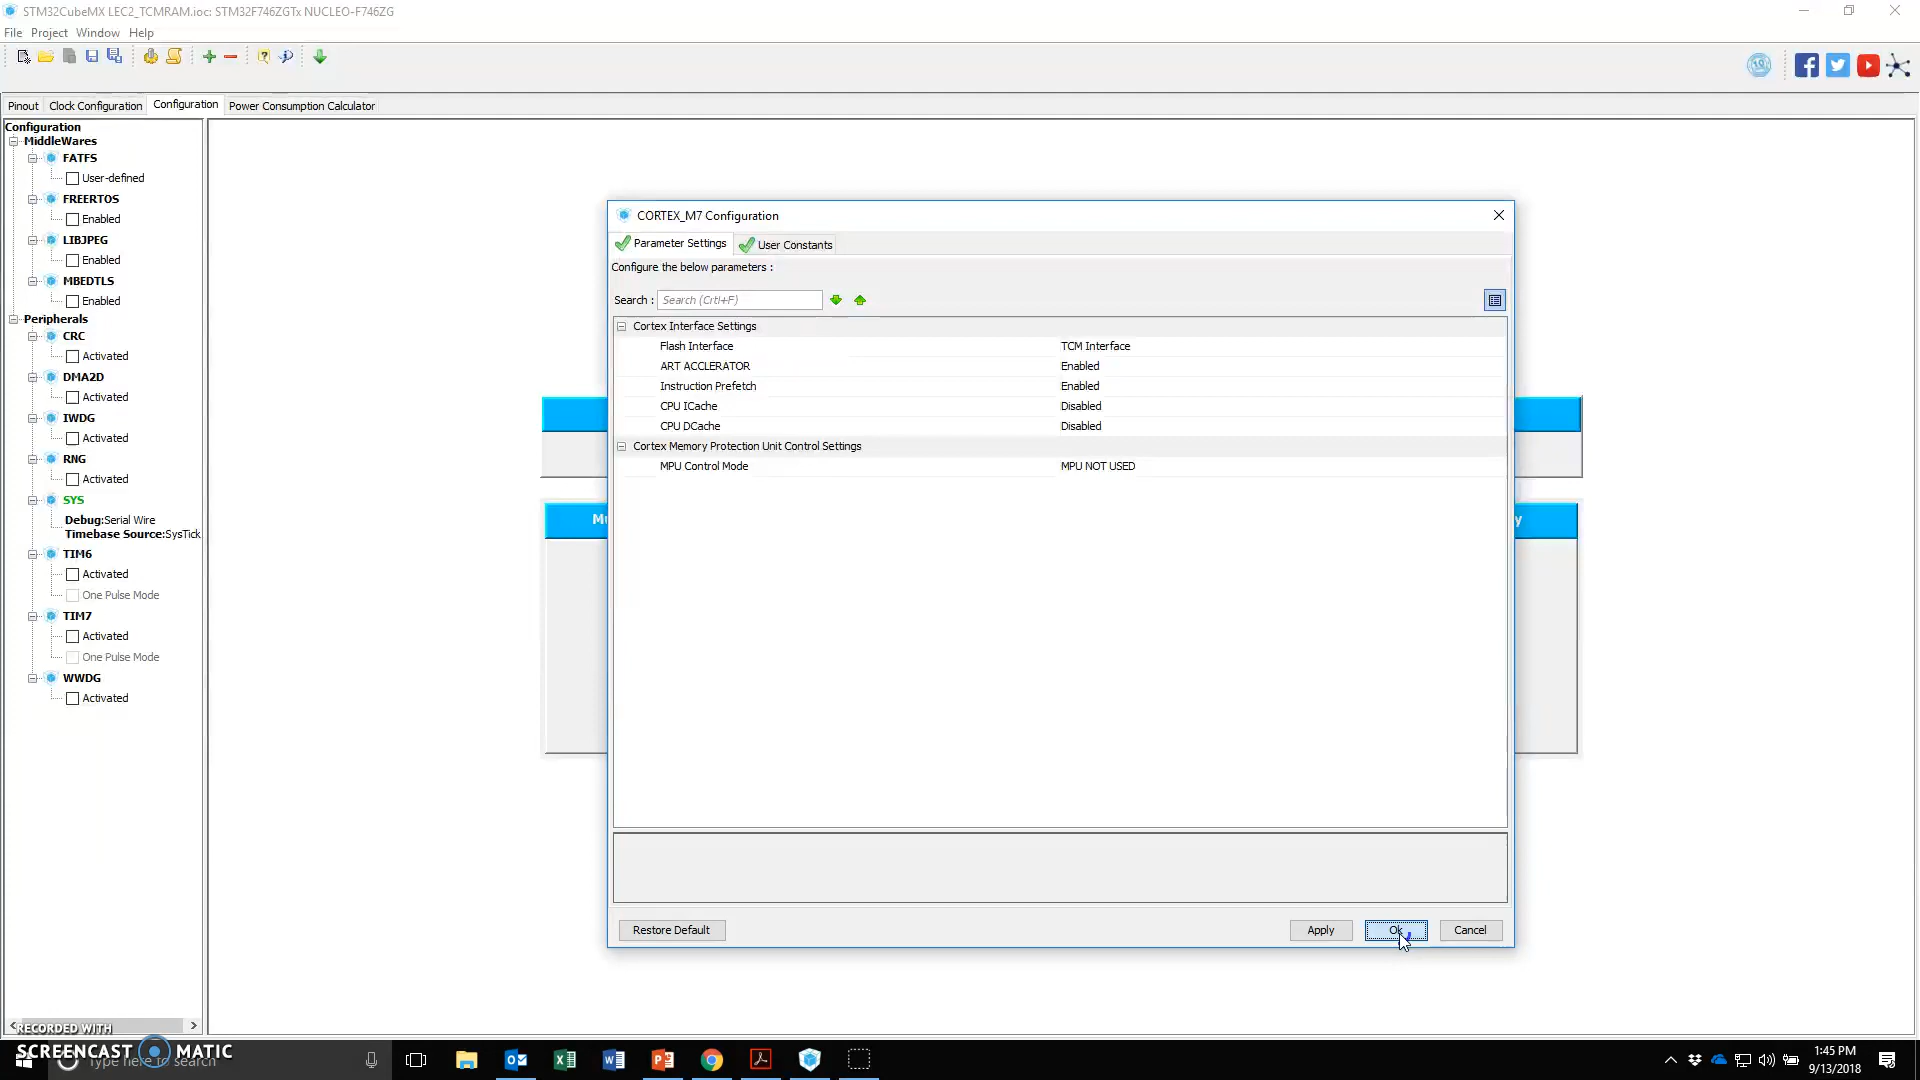 STM32CubeMX LEC2_TCMRAM.ioc: STM32F746ZGTx NUCLEO-F746ZG
File Project Window Help
Pinout Clock Configuration Configuration Power Consumption Calculator
Configuration
MiddleWares
FATFS
User-defined
FREERTOS
Enabled
LIBJPEG
Enabled
MBEDTLS
Enabled
Peripherals
CRC
Activated
DMA2D
Activated
IWDG
Activated
RNG
Activated
SYS
Debug:Serial Wire
Timebase Source:SysTick
TIM6
Activated
One Pulse Mode
TIM7
Activated
One Pulse Mode
WWDG
Activated
CORTEX_M7 Configuration
Parameter Settings User Constants
Configure the below parameters :
Search : Search (Crtl+F)
Cortex Interface Settings
Flash Interface TCM Interface
ART ACCLERATOR Enabled
Instruction Prefetch Enabled
CPU ICache Disabled
CPU DCache Disabled
Cortex Memory Protection Unit Control Settings
MPU Control Mode MPU NOT USED
Restore Default Apply Ok Cancel
RECORDED WITH
SCREENCAST MATIC
Type here to search
1:45 PM
9/13/2018